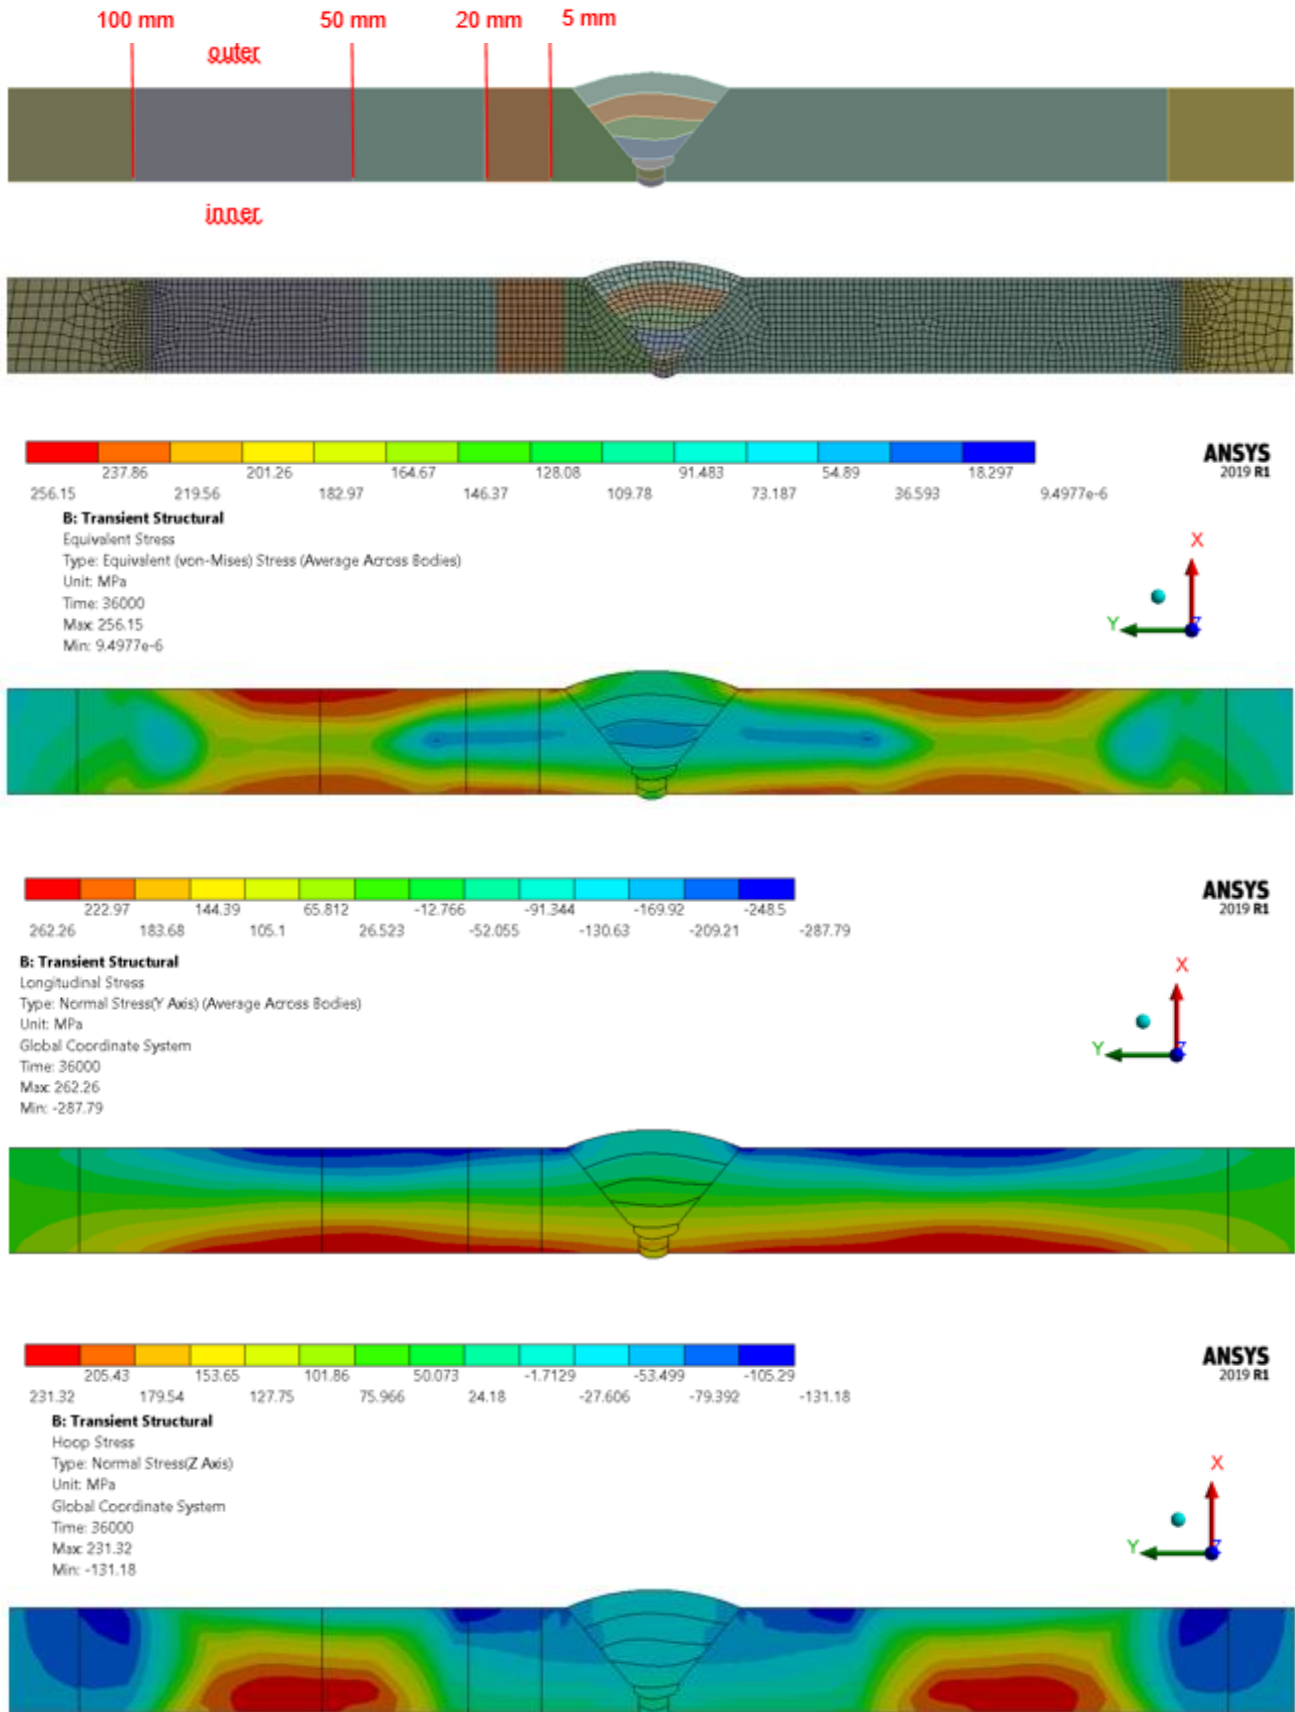 100 mm 50 mm 20 mm 5 mm
outer
inner
237.86 201.26 164.67 128.08 91.483 54.89 18.297
256.15 219.56 182.97 146.37 109.78 73.187 36.593 9.4977e-6
ANSYS
2019 R1
B: Transient Structural
Equivalent Stress
Type: Equivalent (von-Mises) Stress (Average Across Bodies)
Unit: MPa
Time: 36000
Max: 256.15
Min: 9.4977e-6
X
Y Z
222.97 144.39 65.812 -12.766 -91.344 -169.92 -248.5
262.26 183.68 105.1 26.523 -52.055 -130.63 -209.21 -287.79
ANSYS
2019 R1
B: Transient Structural
Longitudinal Stress
Type: Normal Stress(Y Axis) (Average Across Bodies)
Unit: MPa
Global Coordinate System
Time: 36000
Max: 262.26
Min: -287.79
X
Y Z
205.43 153.65 101.86 50.073 -1.7129 -53.499 -105.29
231.32 179.54 127.75 75.966 24.18 -27.606 -79.392 -131.18
ANSYS
2019 R1
B: Transient Structural
Hoop Stress
Type: Normal Stress(Z Axis)
Unit: MPa
Global Coordinate System
Time: 36000
Max: 231.32
Min: -131.18
X
Y Z